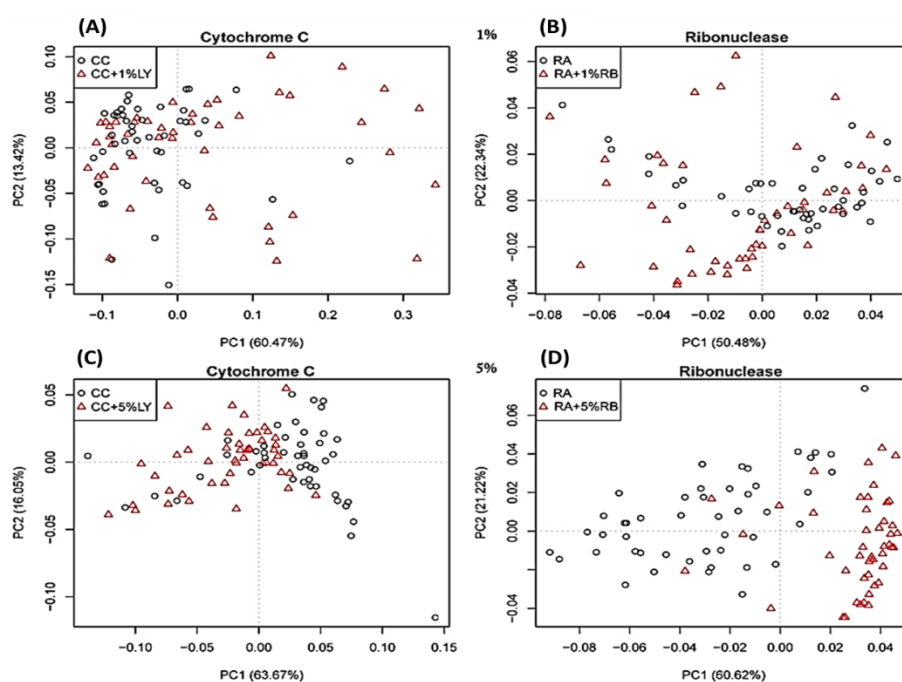 (A)
Cytochrome C
CC
CC+1%LY
PC2 (13.42%)
0.10
0.05
0.00
−0.05
−0.10
−0.15
−0.1
0.0
0.1
0.2
0.3
PC1 (60.47%)
1%
(B)
Ribonuclease
RA
RA+1%RB
PC2 (22.34%)
0.06
0.04
0.02
0.00
−0.02
−0.04
−0.08
−0.06
−0.04
−0.02
0.00
0.02
0.04
PC1 (50.48%)
(C)
Cytochrome C
CC
CC+5%LY
PC2 (16.05%)
0.05
0.00
−0.05
−0.10
−0.10
−0.05
0.00
0.05
0.10
0.15
PC1 (63.67%)
5%
(D)
Ribonuclease
RA
RA+5%RB
PC2 (21.22%)
0.06
0.04
0.02
0.00
−0.04
−0.08
−0.06
−0.04
−0.02
0.00
0.02
0.04
PC1 (60.62%)